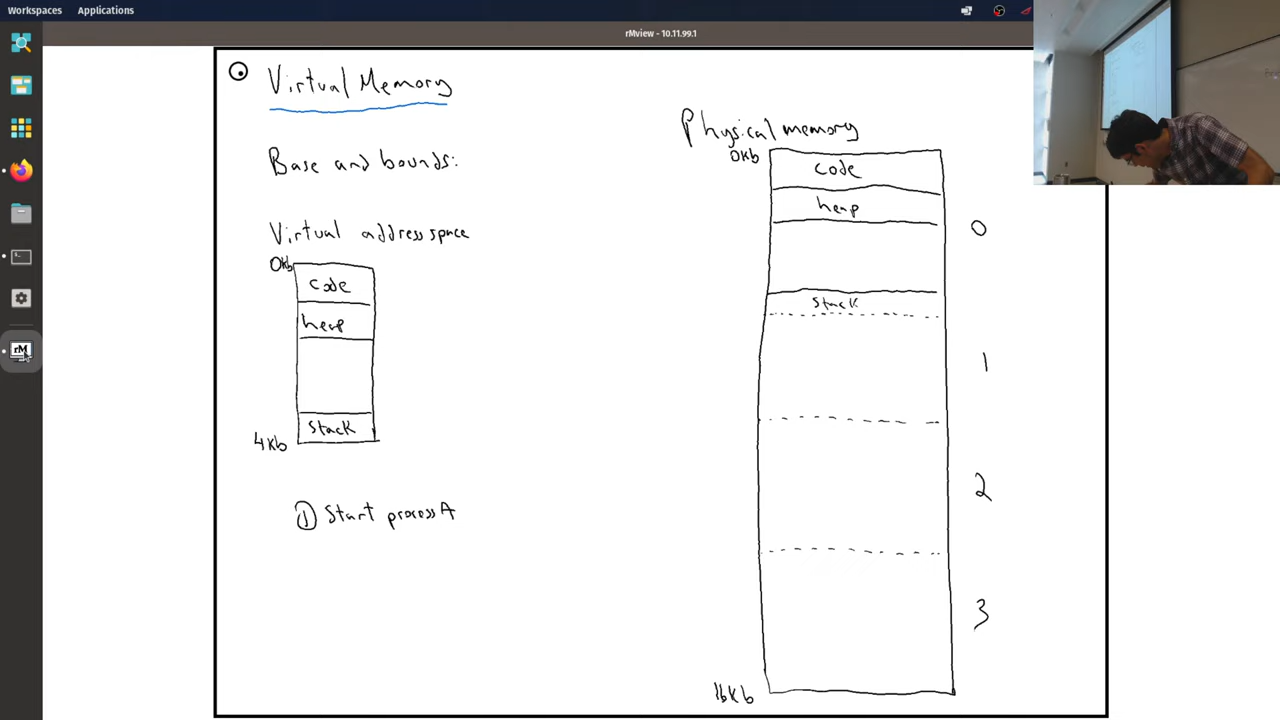 Workspaces Applications
rMview - 10.11.99.1
Virtual Memory
Base and bounds:
Virtual address space
0Kb
code
heap
stack
4Kb
① Start process A
Physical memory
0Kb
code
heap
0
stack
1
2
3
16Kb
rM